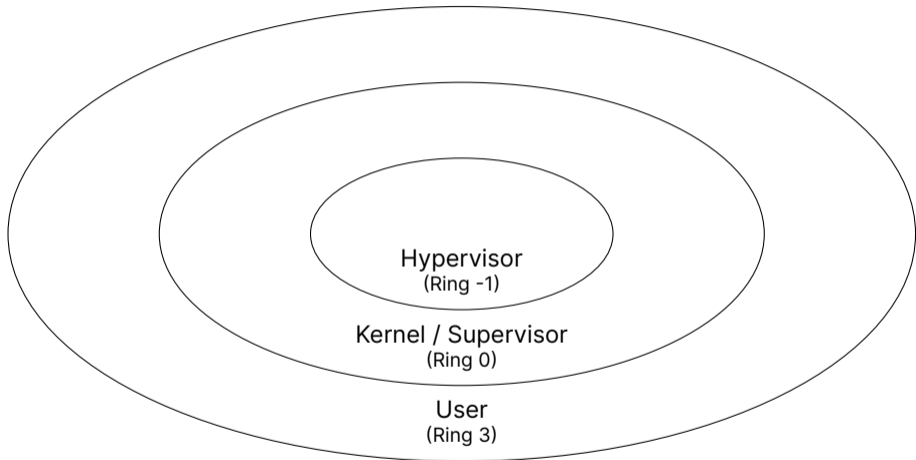 Hypervisor
(Ring -1)
Kernel / Supervisor
(Ring 0)
User
(Ring 3)